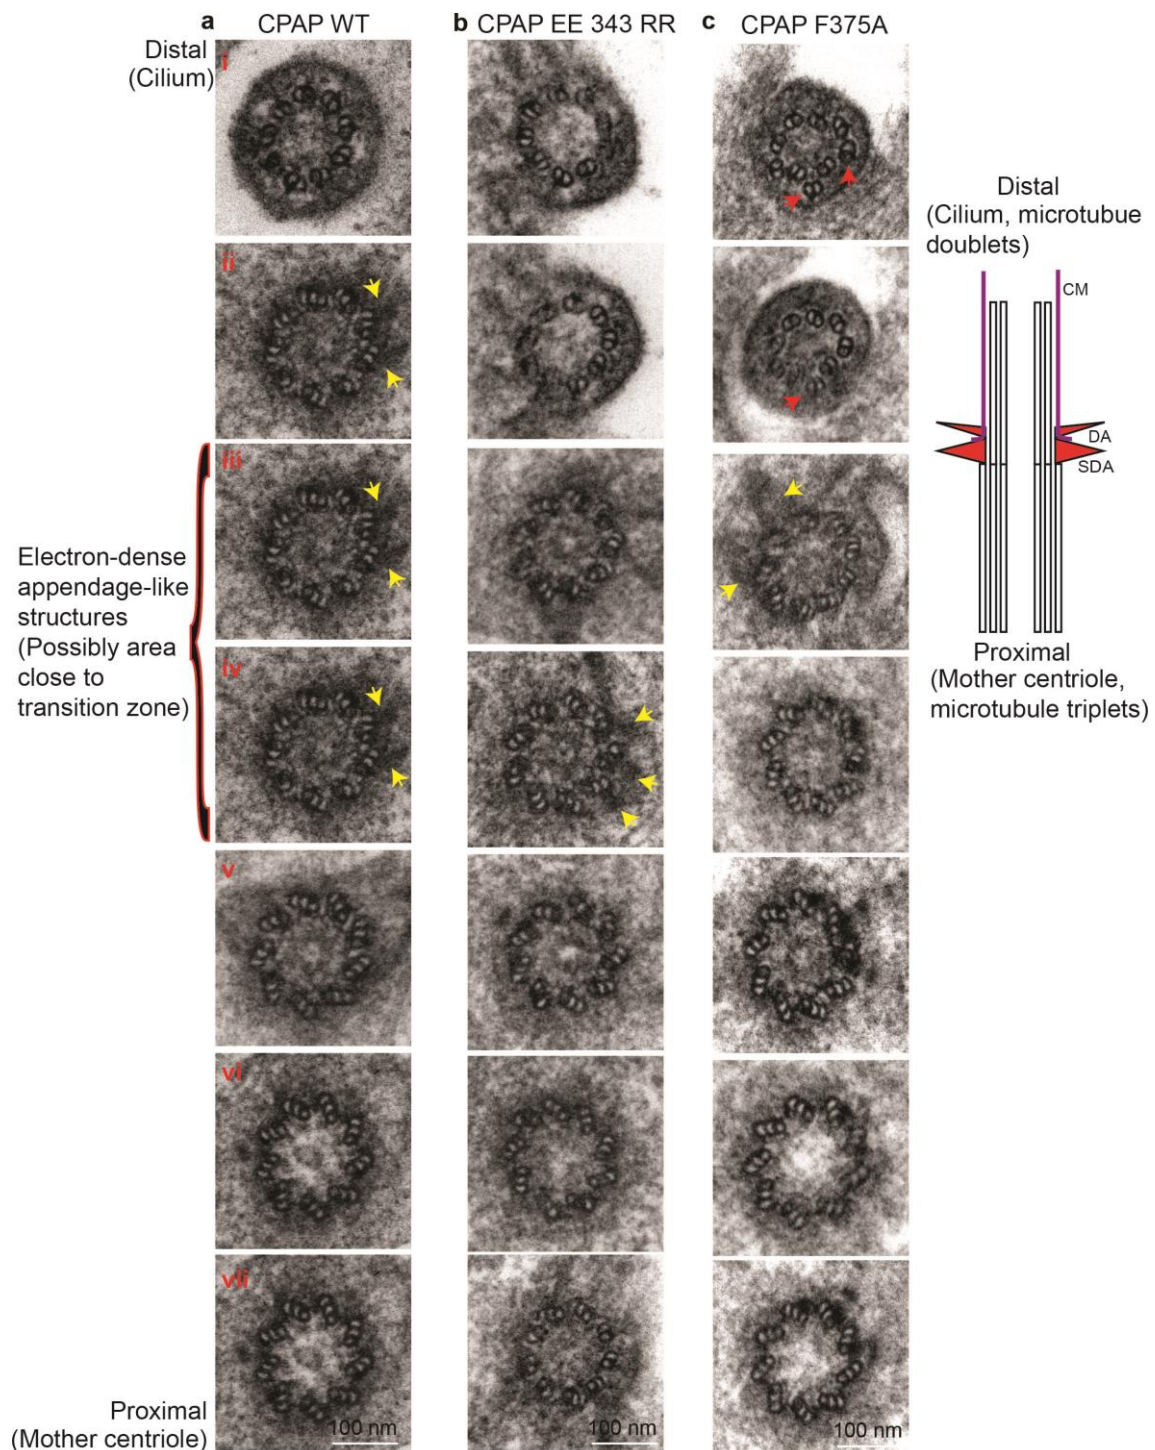 a CPAP WT
b CPAP EE 343 RR
c CPAP F375A
Distal
(Cilium)
i
ii
iii
iv
v
vi
vii
Electron-dense
appendage-like
structures
(Possibly area
close to
transition zone)
Distal
(Cilium, microtubue
doublets)
CM
DA
SDA
Proximal
(Mother centriole,
microtubule triplets)
Proximal
(Mother centriole)
100 nm
100 nm
100 nm